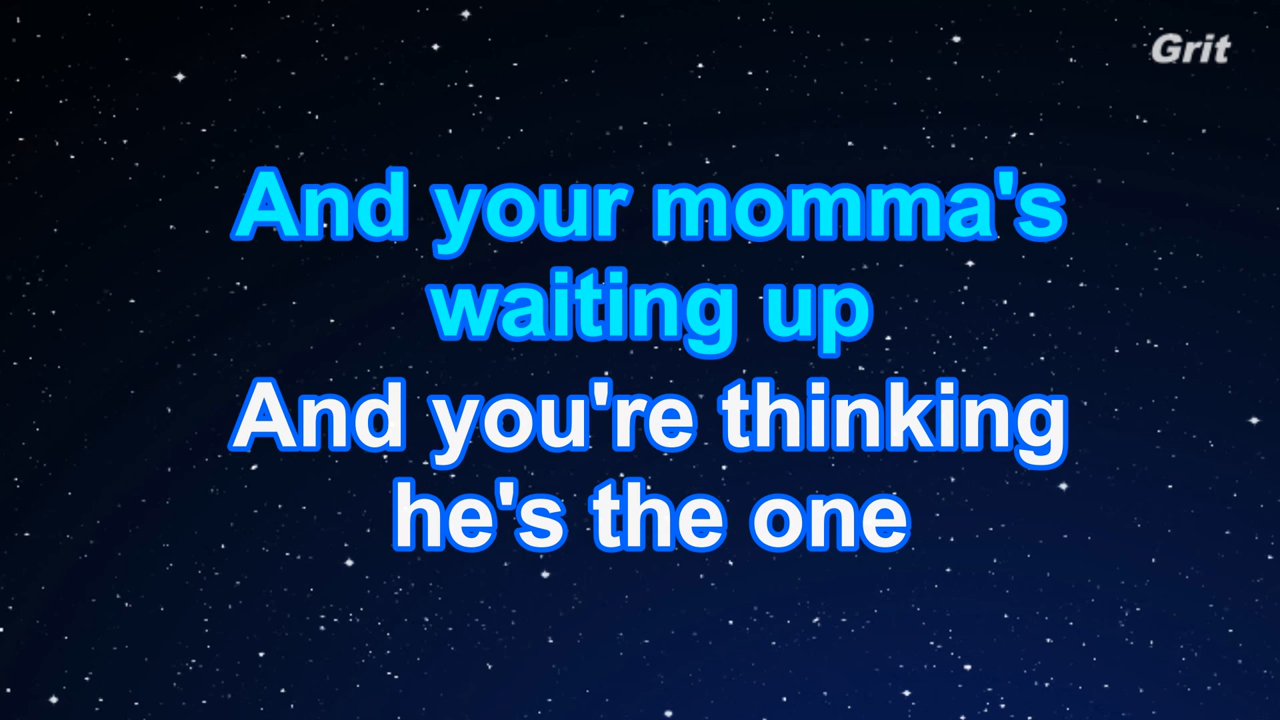 Grit
And your momma's
waiting up
And you're thinking
he's the one